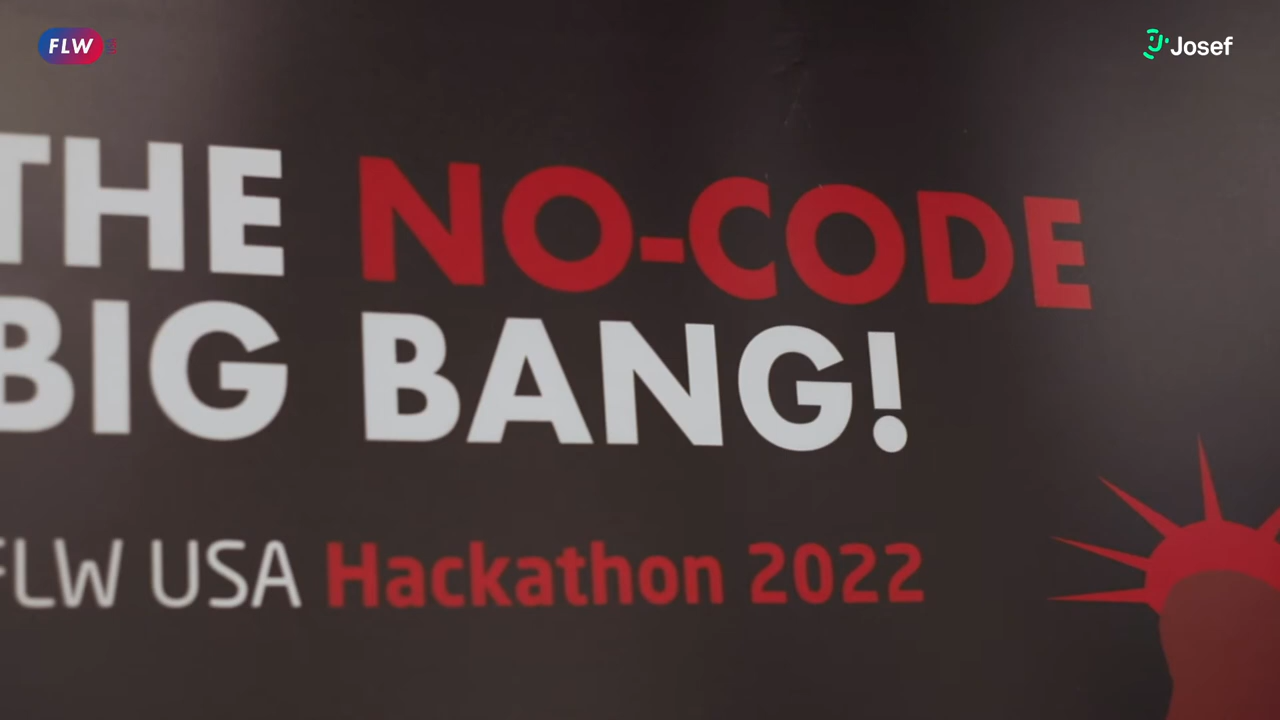 FLW
Josef
THE NO-CODE
BIG BANG!
FLW USA Hackathon 2022